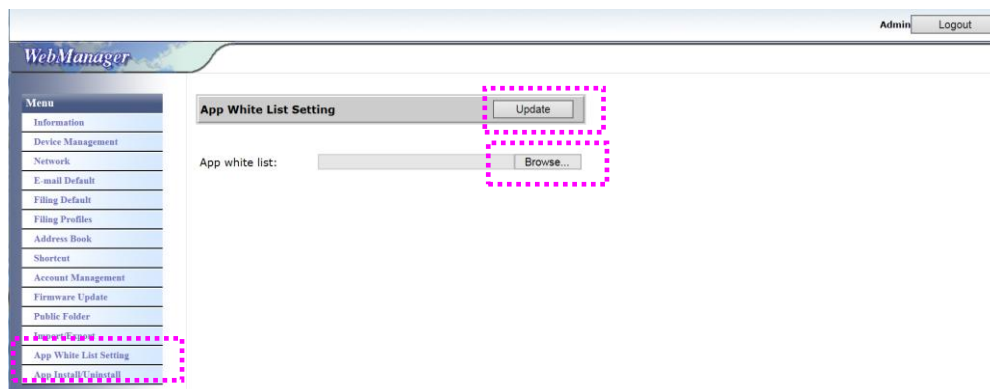 Admin Logout
WebManager
Menu
Information
Device Management
Network
E-mail Default
Filing Default
Filing Profiles
Address Book
Shortcut
Account Management
Firmware Update
Public Folder
Import/Export
App White List Setting
App Install/Uninstall
App White List Setting Update
App white list: Browse...